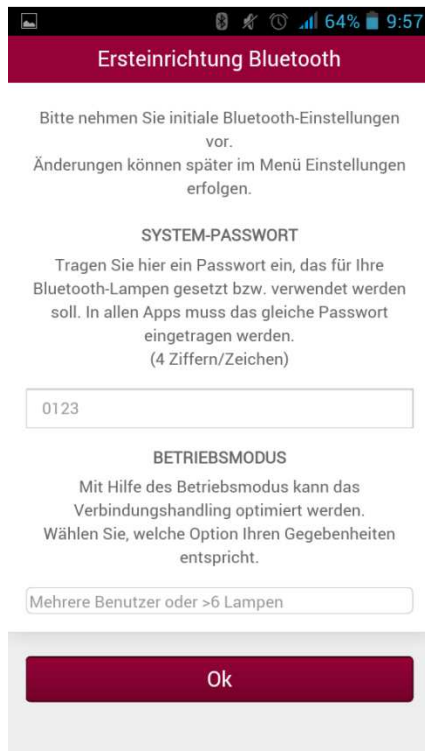 64% 9:57
Ersteinrichtung Bluetooth
Bitte nehmen Sie initiale Bluetooth-Einstellungen
vor.
Änderungen können später im Menü Einstellungen
erfolgen.
SYSTEM-PASSWORT
Tragen Sie hier ein Passwort ein, das für Ihre
Bluetooth-Lampen gesetzt bzw. verwendet werden
soll. In allen Apps muss das gleiche Passwort
eingetragen werden.
(4 Ziffern/Zeichen)
0123
BETRIEBSMODUS
Mit Hilfe des Betriebsmodus kann das
Verbindungshandling optimiert werden.
Wählen Sie, welche Option Ihren Gegebenheiten
entspricht.
Mehrere Benutzer oder >6 Lampen
Ok